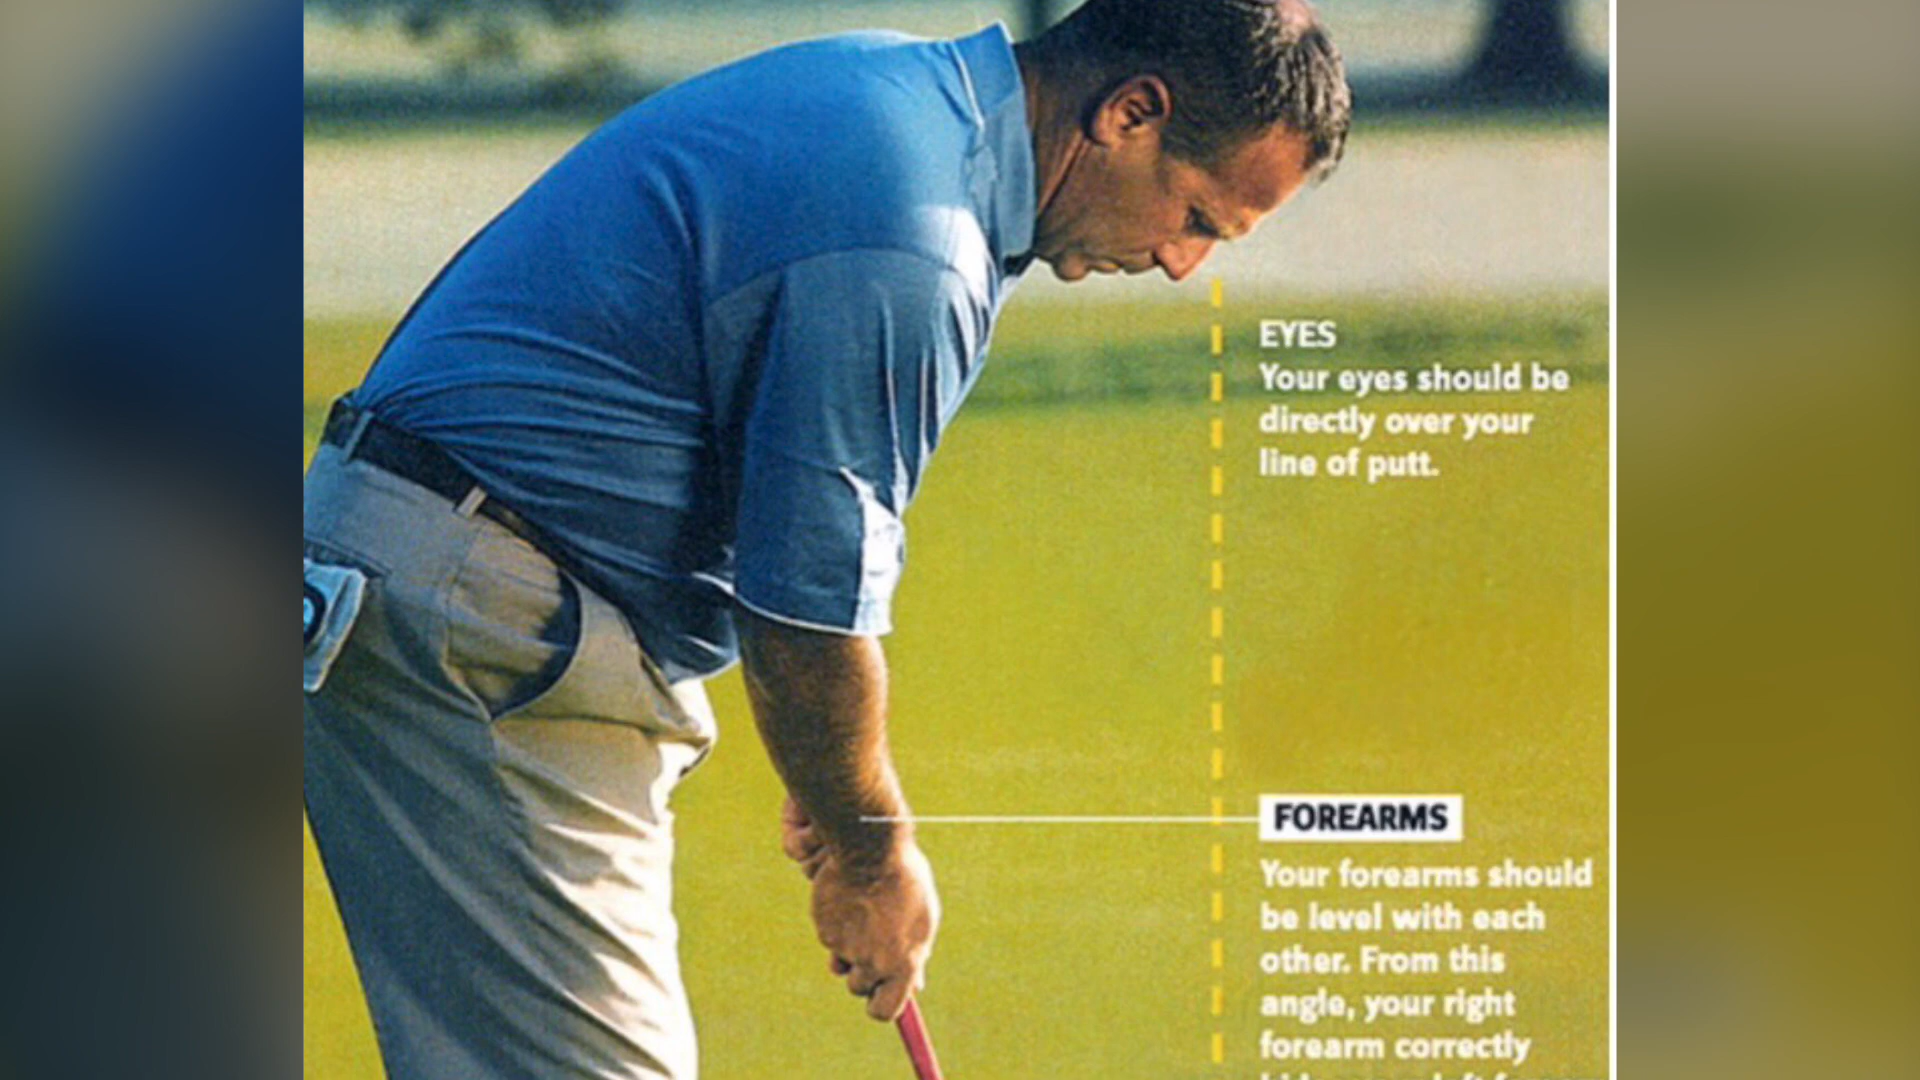 EYES
Your eyes should be
directly over your
line of putt.
FOREARMS
Your forearms should
be level with each
other. From this
angle, your right
forearm correctly